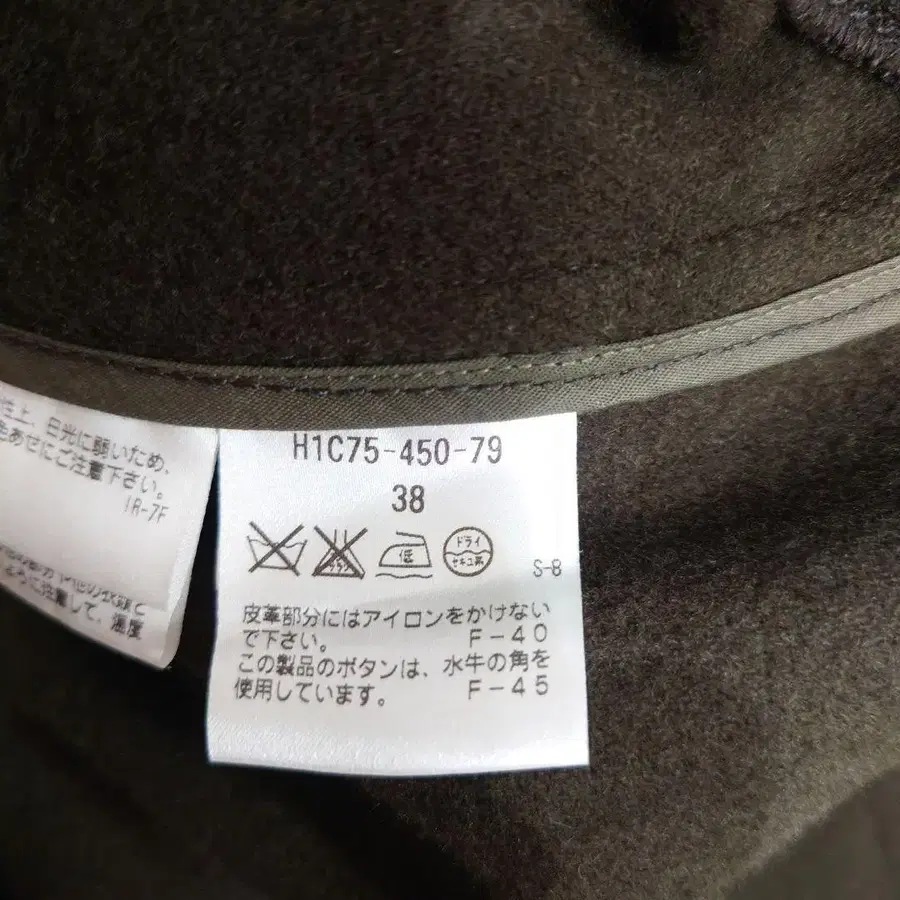 性上、日光に弱いため、
色あせにご注意下さい。
1R-7F
ように注意して、湿度
H1C75-450-79
38
低
ドライ
セキユ系
S-8
皮革部分にはアイロンをかけない
で下さい。 F-40
この製品のボタンは、水牛の角を
使用しています。 F-45